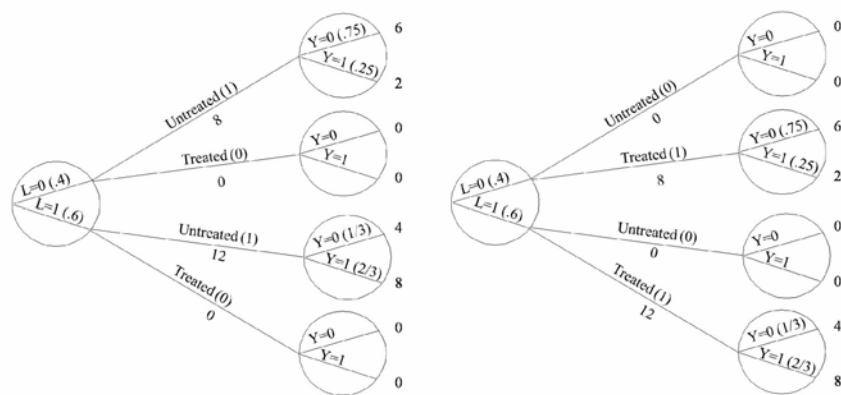 Y=0 (.75) 6
Y=1 (.25) 2
Untreated (1)
8
Y=0 0
Y=1 0
Treated (0)
0
L=0 (.4)
L=1 (.6)
Untreated (1)
12
Y=0 (1/3) 4
Y=1 (2/3) 8
Treated (0)
0
Y=0 0
Y=1 0
Y=0 0
Y=1 0
Untreated (0)
0
Y=0 (.75) 6
Y=1 (.25) 2
Treated (1)
8
L=0 (.4)
L=1 (.6)
Untreated (0)
0
Y=0 0
Y=1 0
Treated (1)
12
Y=0 (1/3) 4
Y=1 (2/3) 8